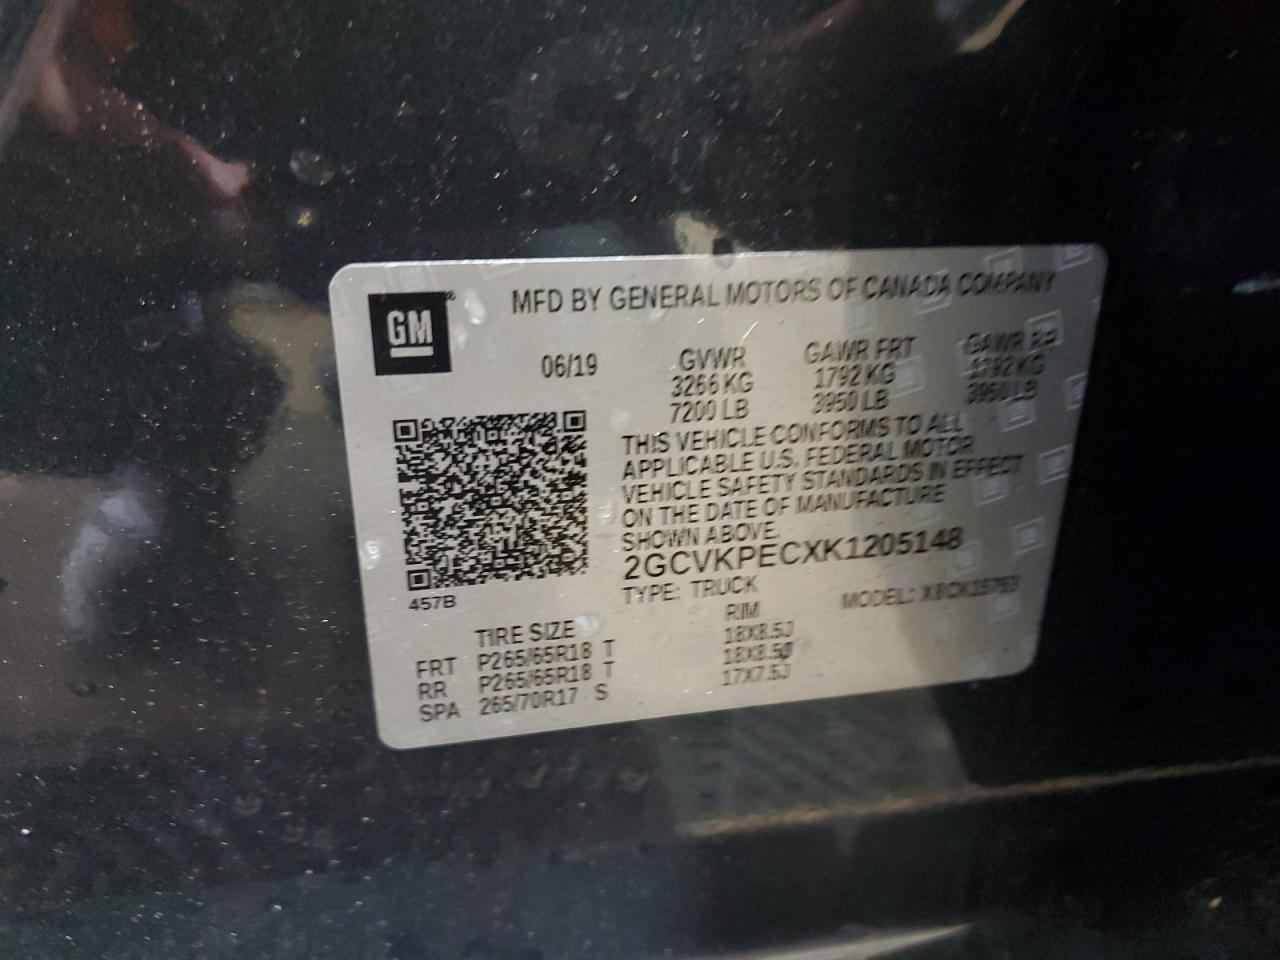 GM ®
MFD BY GENERAL MOTORS OF CANADA COMPANY
06/19 GVWR GAWR FRT GAWR RR
3266 KG 1792 KG 1792 KG
7200 LB 3950 LB 3950 LB
THIS VEHICLE CONFORMS TO ALL
APPLICABLE U.S. FEDERAL MOTOR
VEHICLE SAFETY STANDARDS IN EFFECT
ON THE DATE OF MANUFACTURE
SHOWN ABOVE.
2GCVKPECXK1205148
457B
TYPE: TRUCK MODEL:
TIRE SIZE RIM
FRT P265/65R18 T 18X8.5J
RR P265/65R18 T 18X8.5J
SPA 265/70R17 S 17X7.5J